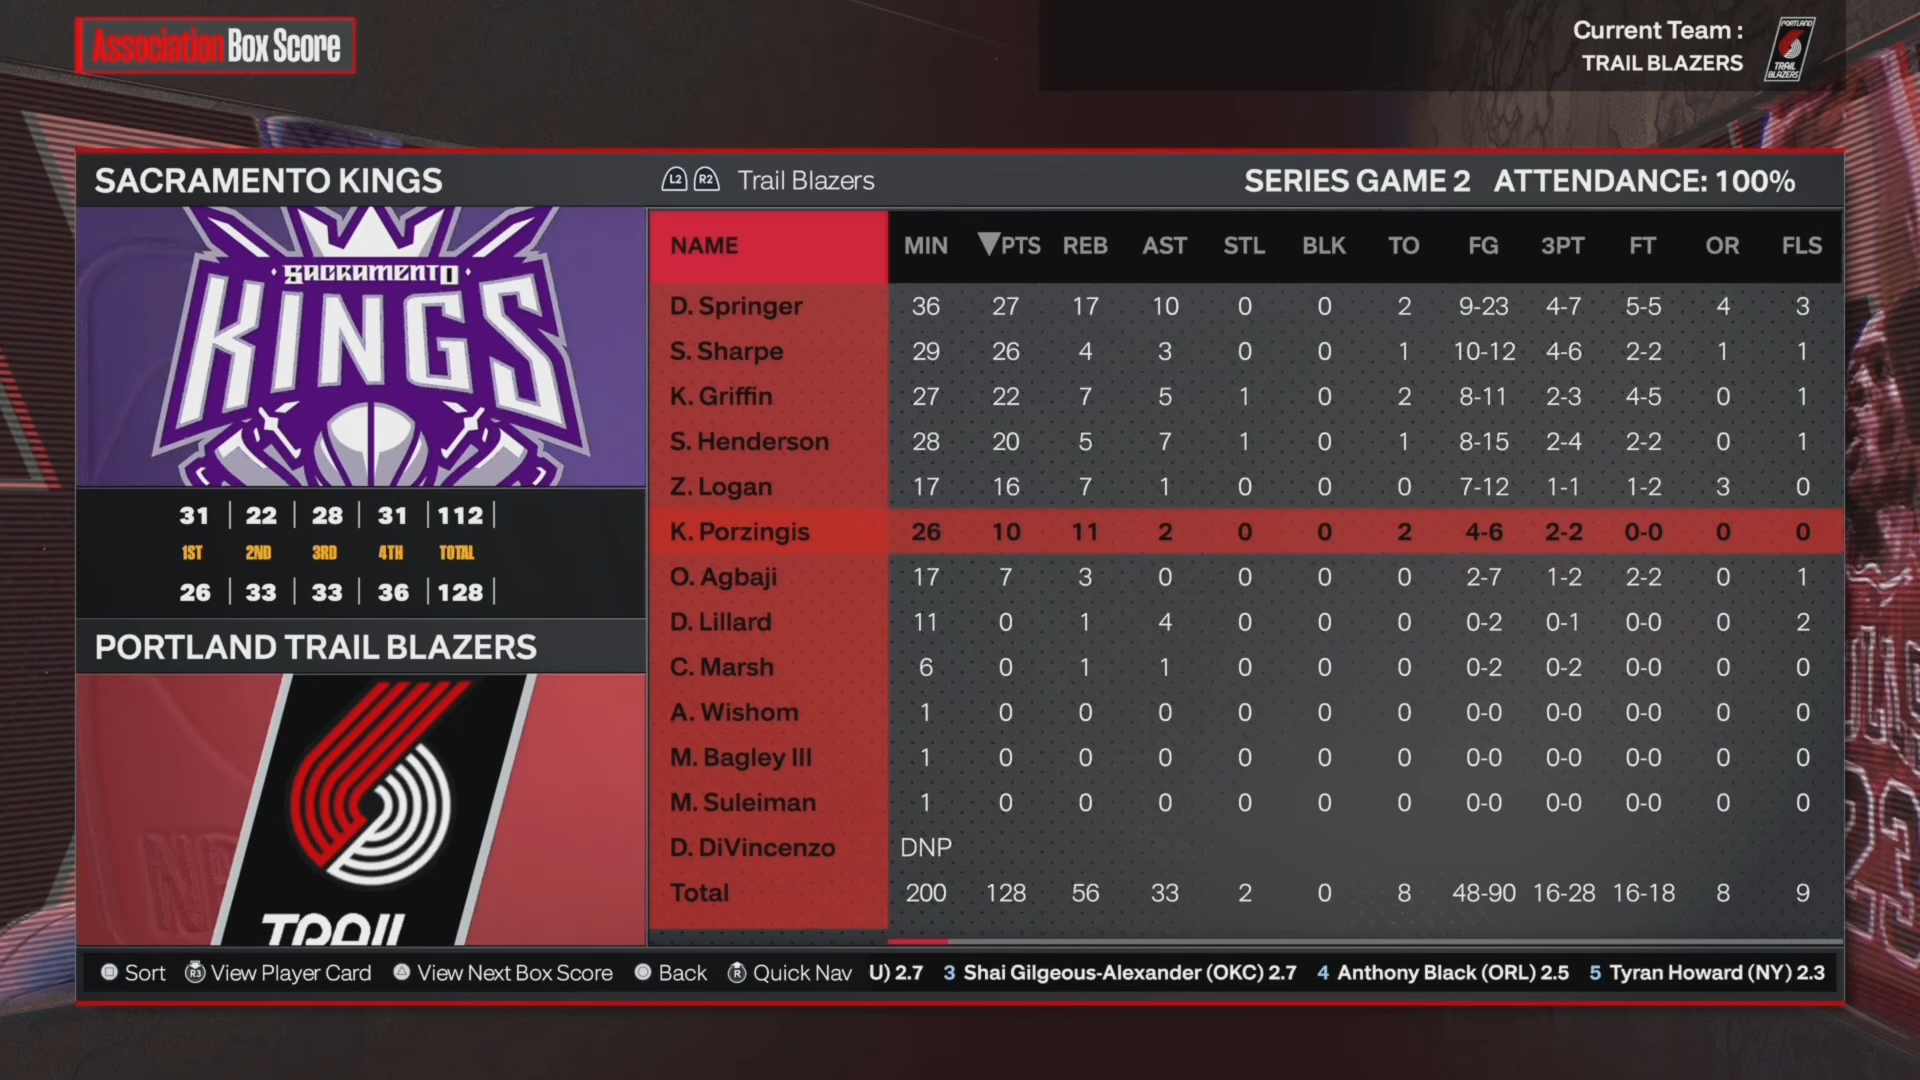 Association Box Score
Current Team :
TRAIL BLAZERS
PORTLAND
TRAIL
BLAZERS
SACRAMENTO KINGS
L2 R2 Trail Blazers
SERIES GAME 2 ATTENDANCE: 100%
SACRAMENTO
KINGS
31 | 22 | 28 | 31 | 112 |
1ST 2ND 3RD 4TH TOTAL
26 | 33 | 33 | 36 | 128 |
PORTLAND TRAIL BLAZERS
TRAIL
NAME MIN ▼PTS REB AST STL BLK TO FG 3PT FT OR FLS
D. Springer 36 27 17 10 0 0 2 9-23 4-7 5-5 4 3
S. Sharpe 29 26 4 3 0 0 1 10-12 4-6 2-2 1 1
K. Griffin 27 22 7 5 1 0 2 8-11 2-3 4-5 0 1
S. Henderson 28 20 5 7 1 0 1 8-15 2-4 2-2 0 1
Z. Logan 17 16 7 1 0 0 0 7-12 1-1 1-2 3 0
K. Porzingis 26 10 11 2 0 0 2 4-6 2-2 0-0 0 0
O. Agbaji 17 7 3 0 0 0 0 2-7 1-2 2-2 0 1
D. Lillard 11 0 1 4 0 0 0 0-2 0-1 0-0 0 2
C. Marsh 6 0 1 1 0 0 0 0-2 0-2 0-0 0 0
A. Wishom 1 0 0 0 0 0 0 0-0 0-0 0-0 0 0
M. Bagley III 1 0 0 0 0 0 0 0-0 0-0 0-0 0 0
M. Suleiman 1 0 0 0 0 0 0 0-0 0-0 0-0 0 0
D. DiVincenzo DNP
Total 200 128 56 33 2 0 8 48-90 16-28 16-18 8 9
Sort R3 View Player Card View Next Box Score Back R Quick Nav U) 2.7 3 Shai Gilgeous-Alexander (OKC) 2.7 4 Anthony Black (ORL) 2.5 5 Tyran Howard (NY) 2.3
23